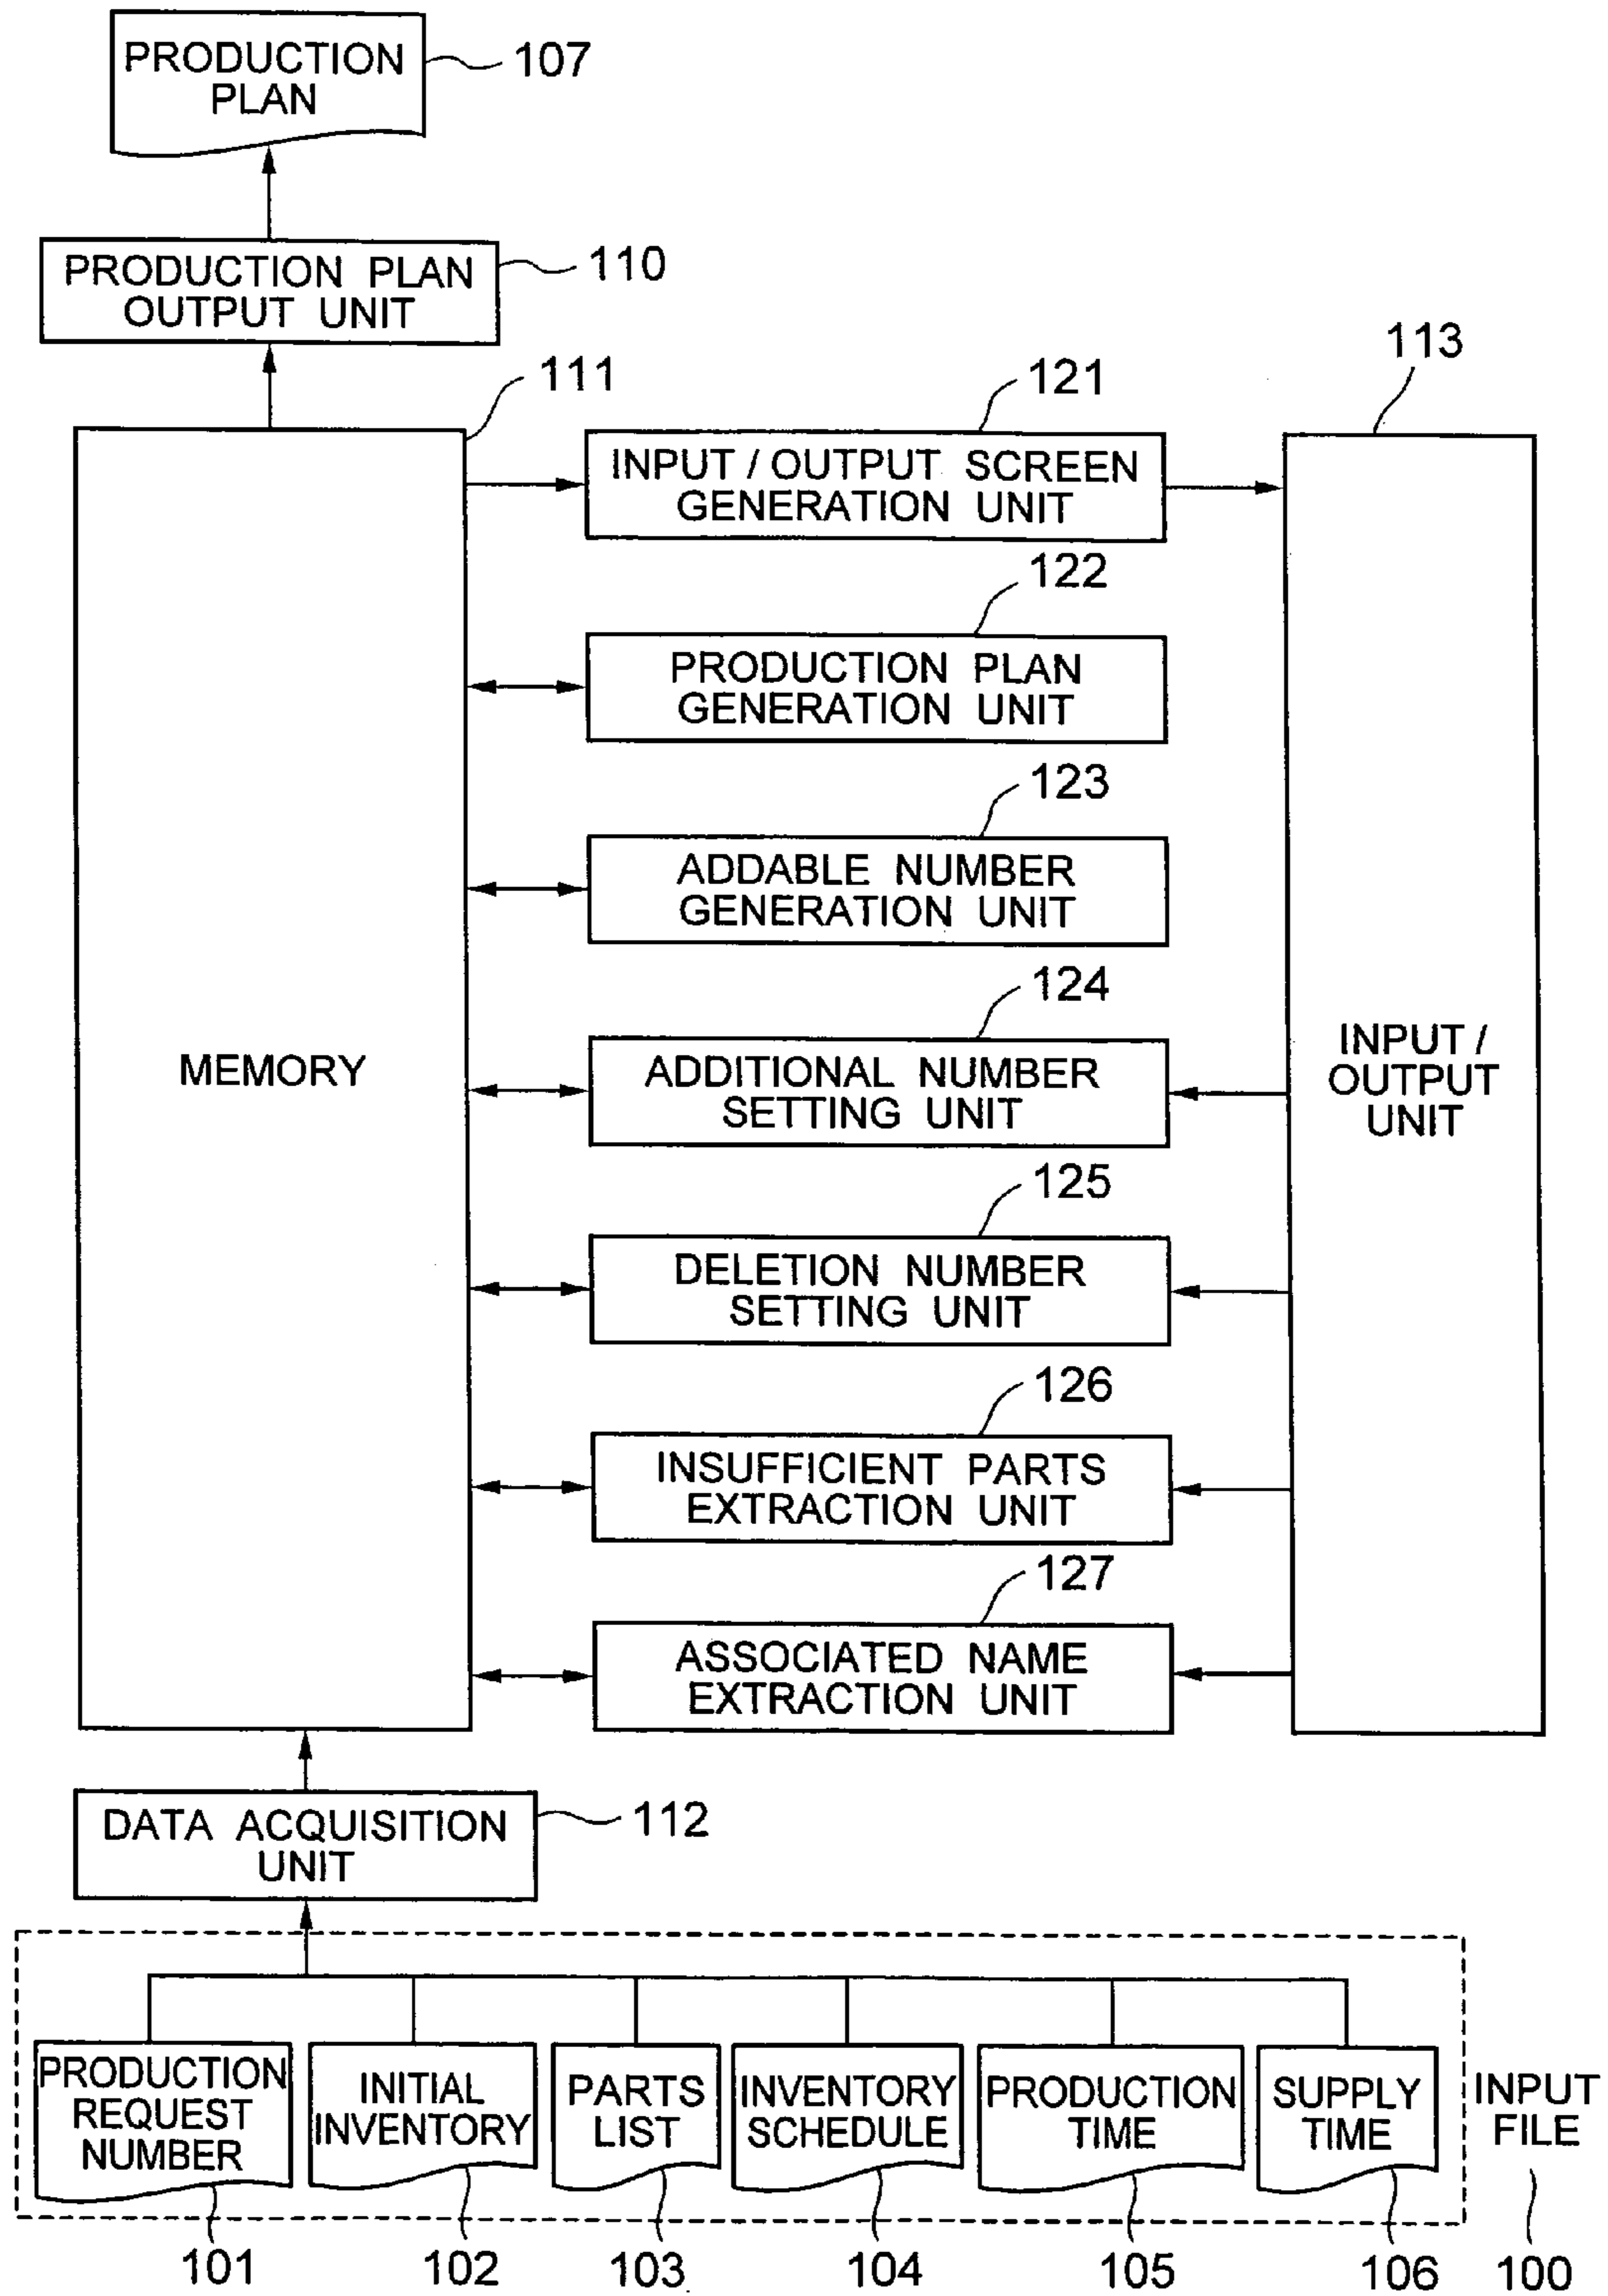 PRODUCTION
PLAN
107
PRODUCTION PLAN
OUTPUT UNIT
110
111
113
MEMORY
121
INPUT / OUTPUT SCREEN
GENERATION UNIT
122
PRODUCTION PLAN
GENERATION UNIT
123
ADDABLE NUMBER
GENERATION UNIT
124
ADDITIONAL NUMBER
SETTING UNIT
125
DELETION NUMBER
SETTING UNIT
126
INSUFFICIENT PARTS
EXTRACTION UNIT
127
ASSOCIATED NAME
EXTRACTION UNIT
INPUT /
OUTPUT
UNIT
DATA ACQUISITION
UNIT
112
PRODUCTION
REQUEST
NUMBER
INITIAL
INVENTORY
PARTS
LIST
INVENTORY
SCHEDULE
PRODUCTION
TIME
SUPPLY
TIME
INPUT
FILE
101
102
103
104
105
106
100